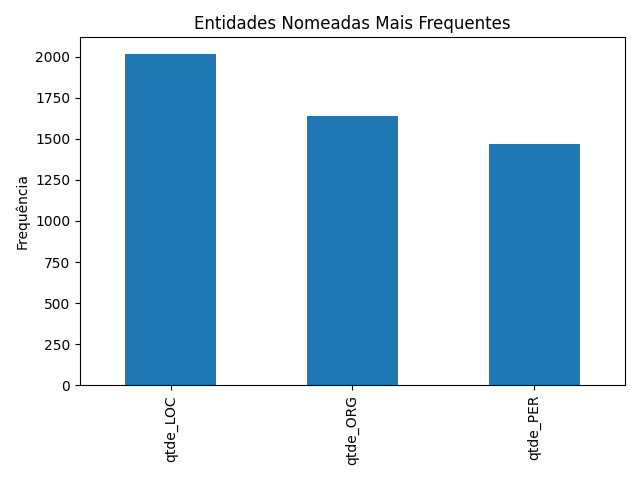 Entidades Nomeadas Mais Frequentes
Frequência
2000
1750
1500
1250
1000
750
500
250
0
qtde_LOC
qtde_ORG
qtde_PER